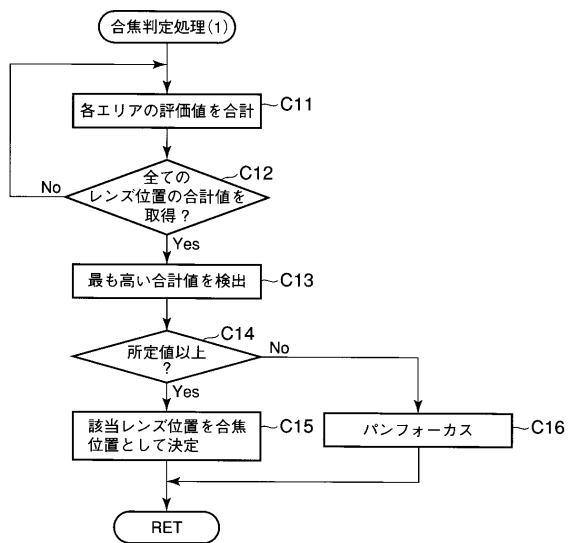 合焦判定処理(1)
各エリアの評価値を合計
C11
全ての
レンズ位置の合計値を
取得?
C12
No
Yes
最も高い合計値を検出
C13
所定値以上
?
C14
No
Yes
該当レンズ位置を合焦
位置として決定
C15
パンフォーカス
C16
RET